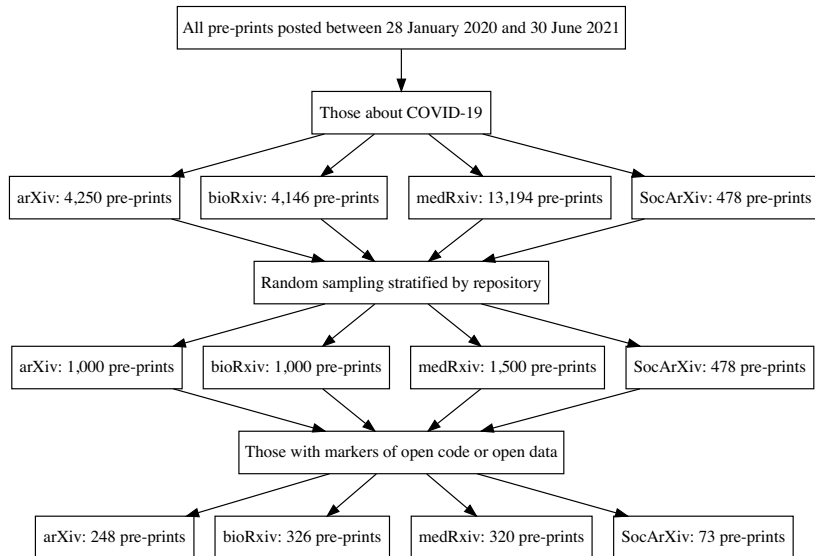 All pre-prints posted between 28 January 2020 and 30 June 2021
Those about COVID-19
arXiv: 4,250 pre-prints
bioRxiv: 4,146 pre-prints
medRxiv: 13,194 pre-prints
SocArXiv: 478 pre-prints
Random sampling stratified by repository
arXiv: 1,000 pre-prints
bioRxiv: 1,000 pre-prints
medRxiv: 1,500 pre-prints
SocArXiv: 478 pre-prints
Those with markers of open code or open data
arXiv: 248 pre-prints
bioRxiv: 326 pre-prints
medRxiv: 320 pre-prints
SocArXiv: 73 pre-prints